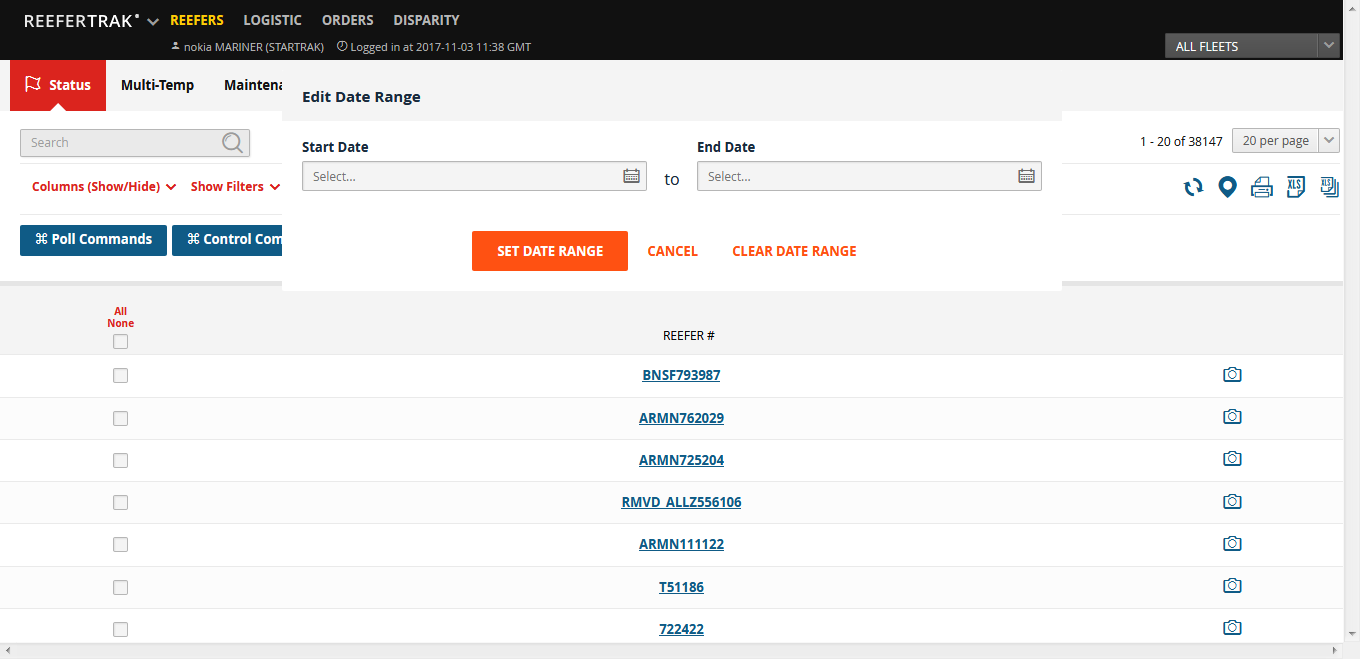 REEFERTRAK REEFERS LOGISTIC ORDERS DISPARITY
nokia MARINER (STARTRAK) Logged in at 2017-11-03 11:38 GMT
ALL FLEETS
Status Multi-Temp Maintena
Edit Date Range
Start Date End Date
Search
1 - 20 of 38147 20 per page
Select... to Select...
Columns (Show/Hide) Show Filters
XLS XLS
⌘ Poll Commands ⌘ Control Com
SET DATE RANGE CANCEL CLEAR DATE RANGE
All
None
REEFER #
BNSF793987
ARMN762029
ARMN725204
RMVD_ALLZ556106
ARMN111122
T51186
722422